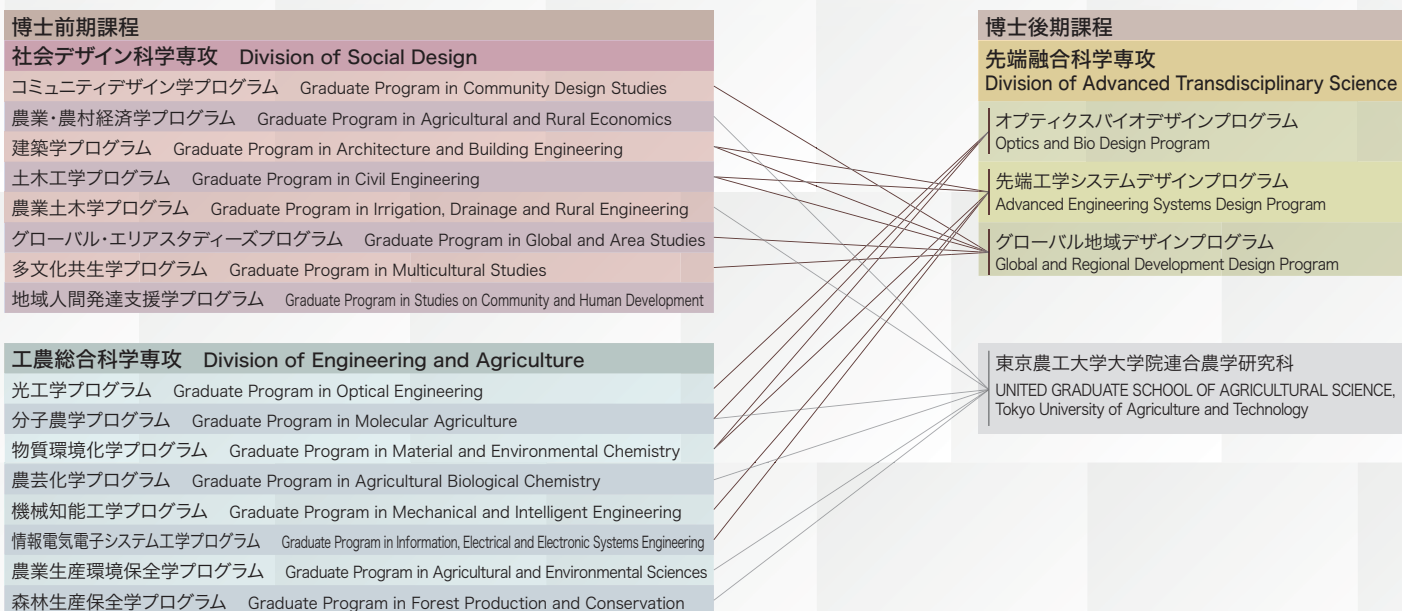 博士前期課程
社会デザイン科学専攻 Division of Social Design
コミュニティデザイン学プログラム Graduate Program in Community Design Studies
農業・農村経済学プログラム Graduate Program in Agricultural and Rural Economics
建築学プログラム Graduate Program in Architecture and Building Engineering
土木工学プログラム Graduate Program in Civil Engineering
農業土木学プログラム Graduate Program in Irrigation, Drainage and Rural Engineering
グローバル・エリアスタディーズプログラム Graduate Program in Global and Area Studies
多文化共生学プログラム Graduate Program in Multicultural Studies
地域人間発達支援学プログラム Graduate Program in Studies on Community and Human Development
工農総合科学専攻 Division of Engineering and Agriculture
光工学プログラム Graduate Program in Optical Engineering
分子農学プログラム Graduate Program in Molecular Agriculture
物質環境化学プログラム Graduate Program in Material and Environmental Chemistry
農芸化学プログラム Graduate Program in Agricultural Biological Chemistry
機械知能工学プログラム Graduate Program in Mechanical and Intelligent Engineering
情報電気電子システム工学プログラム Graduate Program in Information, Electrical and Electronic Systems Engineering
農業生産環境保全学プログラム Graduate Program in Agricultural and Environmental Sciences
森林生産保全学プログラム Graduate Program in Forest Production and Conservation
博士後期課程
先端融合科学専攻
Division of Advanced Transdisciplinary Science
オプティクスバイオデザインプログラム
Optics and Bio Design Program
先端工学システムデザインプログラム
Advanced Engineering Systems Design Program
グローバル地域デザインプログラム
Global and Regional Development Design Program
東京農工大学大学院連合農学研究科
UNITED GRADUATE SCHOOL OF AGRICULTURAL SCIENCE,
Tokyo University of Agriculture and Technology